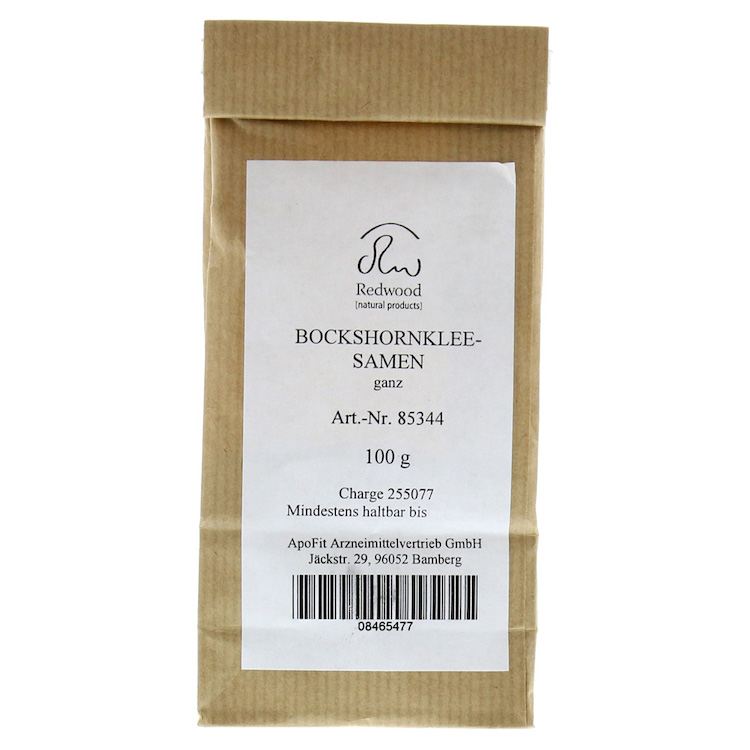 Redwood
[natural products]
BOCKSHORNKLEE-
SAMEN
ganz
Art.-Nr. 85344
100 g
Charge 255077
Mindestens haltbar bis
ApoFit Arzneimittelvertrieb GmbH
Jäckstr. 29, 96052 Bamberg
08465477